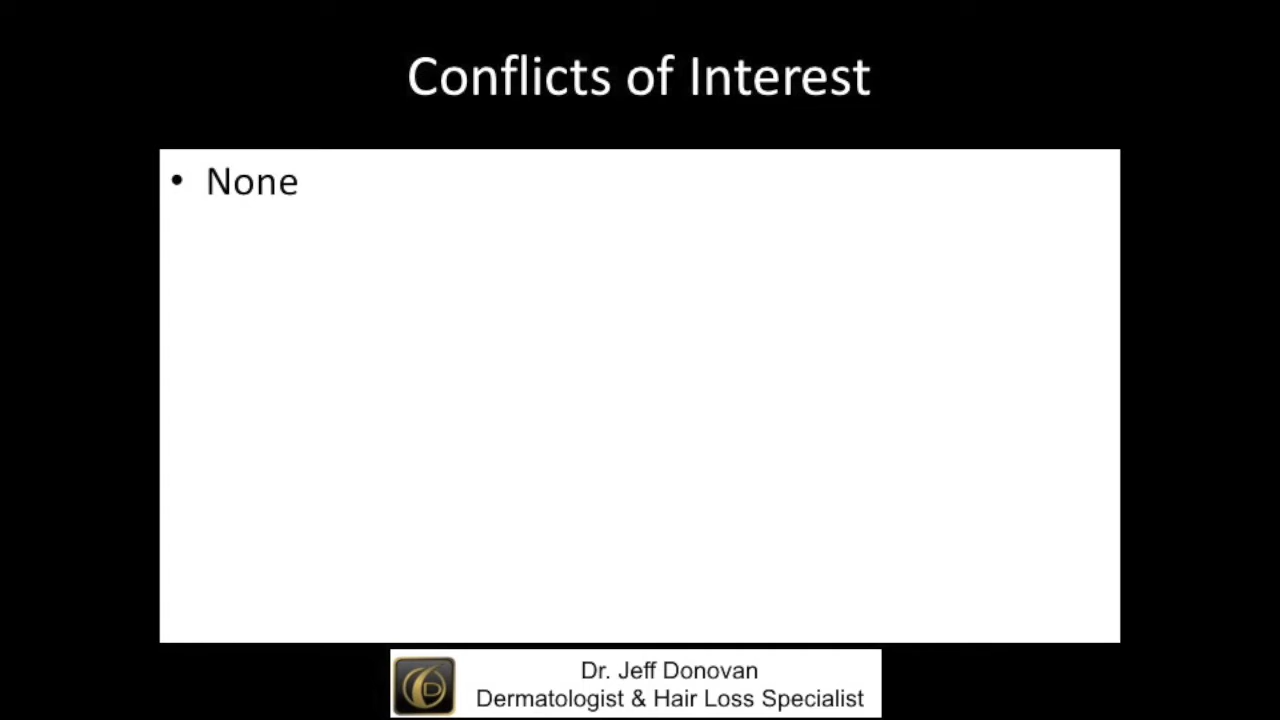 Conflicts of Interest
• None
Dr. Jeff Donovan
Dermatologist & Hair Loss Specialist